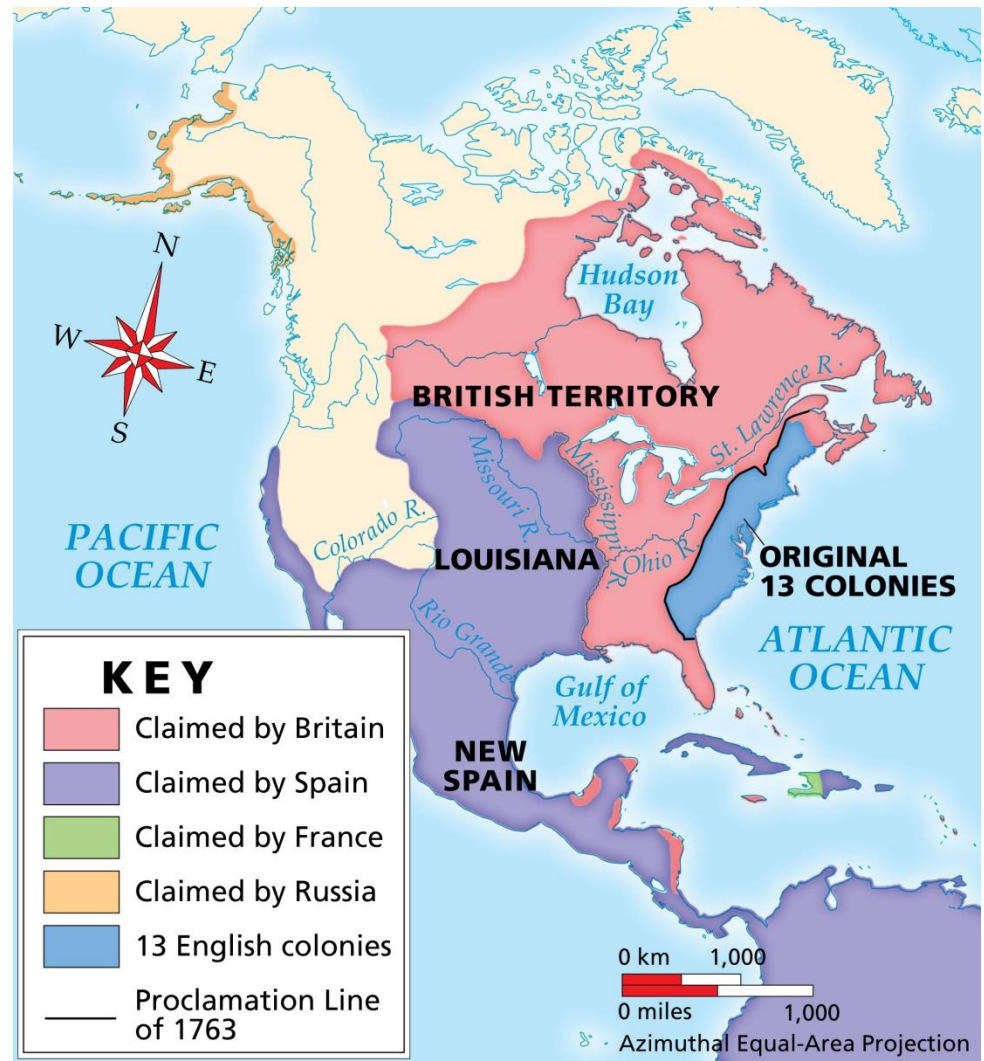 N
W
E
S
Hudson
Bay
BRITISH TERRITORY
St. Lawrence R.
Missouri R.
Mississippi R.
Colorado R.
Ohio R.
PACIFIC
OCEAN
LOUISIANA
ORIGINAL
13 COLONIES
Rio Grande
ATLANTIC
OCEAN
Gulf of
Mexico
NEW
SPAIN
KEY
Claimed by Britain
Claimed by Spain
Claimed by France
Claimed by Russia
13 English colonies
Proclamation Line
of 1763
0 km 1,000
0 miles 1,000
Azimuthal Equal-Area Projection